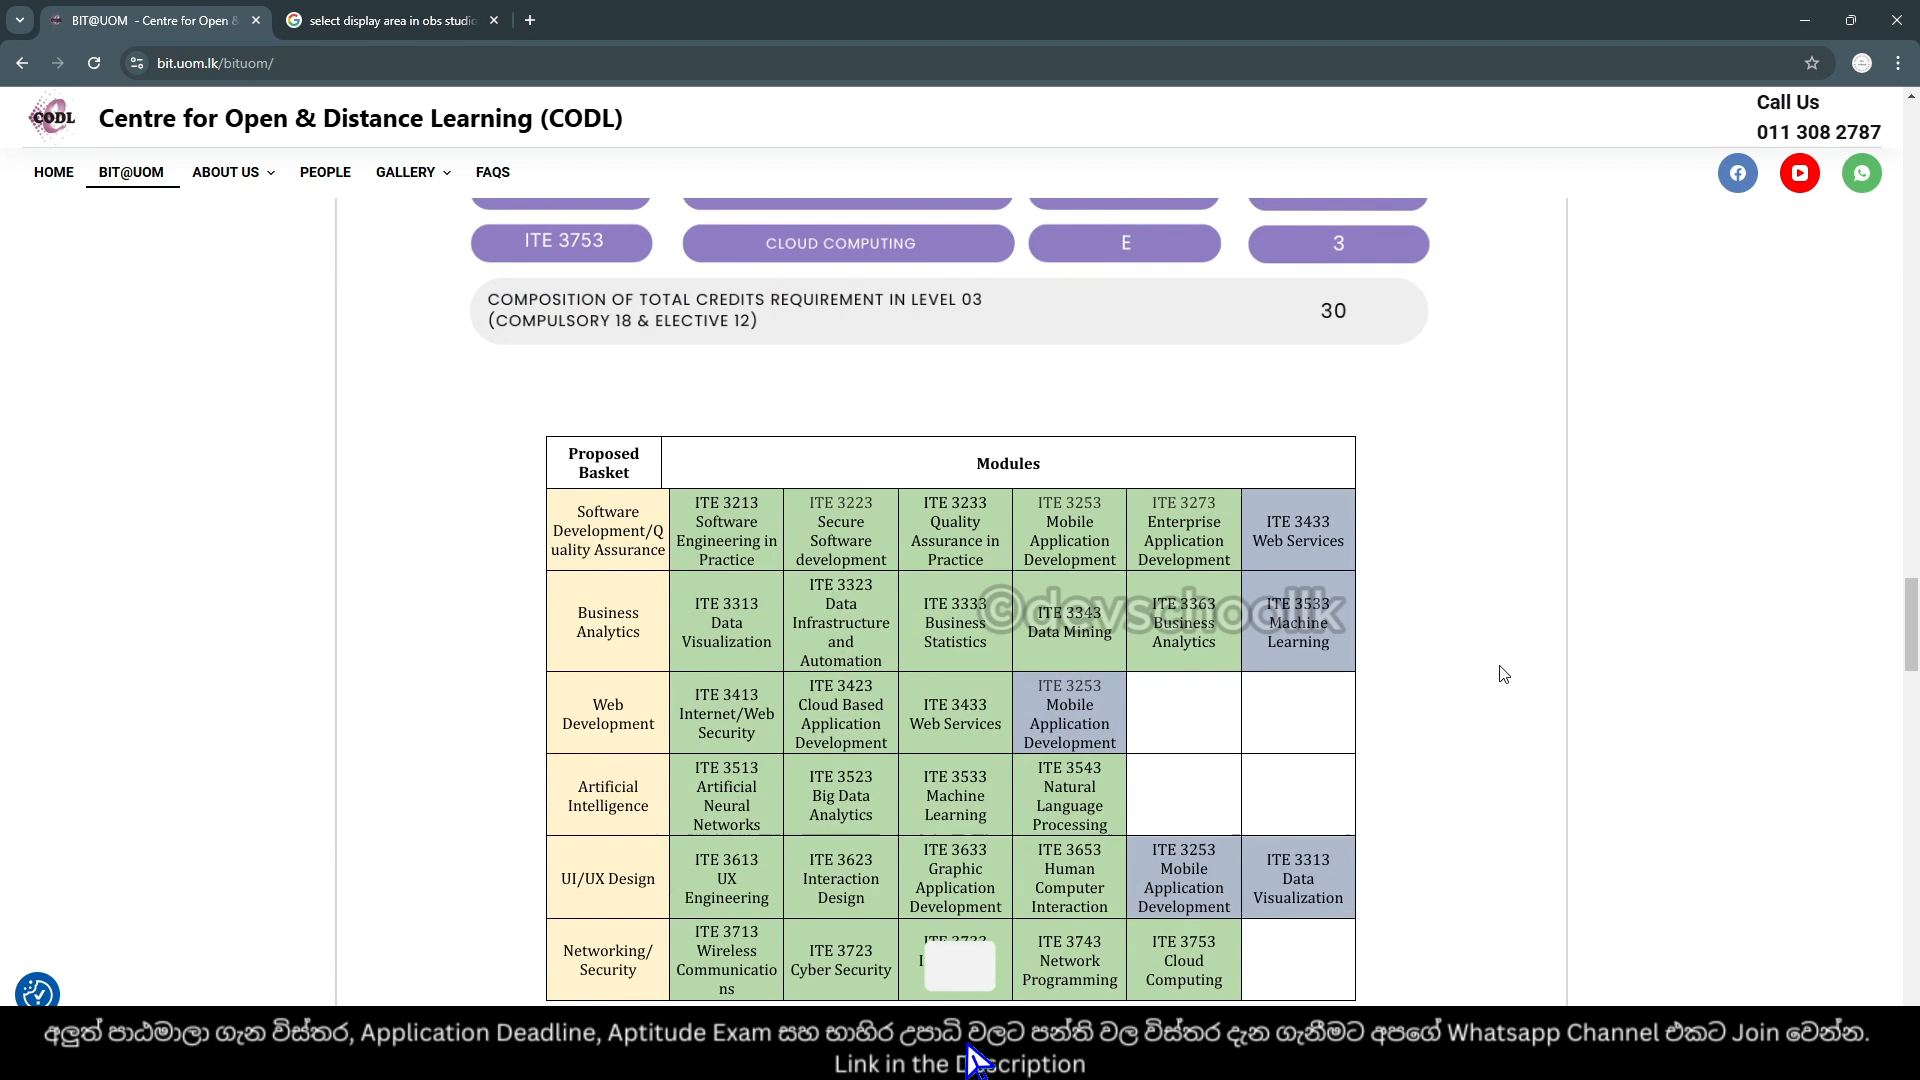 BIT@UOM - Centre for Open &
select display area in obs studio
bit.uom.lk/bituom/
CODL
Centre for Open & Distance Learning (CODL)
Call Us
011 308 2787
HOME
BIT@UOM
ABOUT US
PEOPLE
GALLERY
FAQS
ITE 3753
CLOUD COMPUTING
E
3
COMPOSITION OF TOTAL CREDITS REQUIREMENT IN LEVEL 03
(COMPULSORY 18 & ELECTIVE 12)
30
Proposed
Basket
Modules
Software
Development/Q
uality Assurance
ITE 3213
Software
Engineering in
Practice
ITE 3223
Secure
Software
development
ITE 3233
Quality
Assurance in
Practice
ITE 3253
Mobile
Application
Development
ITE 3273
Enterprise
Application
Development
ITE 3433
Web Services
Business
Analytics
ITE 3313
Data
Visualization
ITE 3323
Data
Infrastructure
and
Automation
ITE 3333
Business
Statistics
ITE 3343
Data Mining
ITE 3363
Business
Analytics
ITE 3533
Machine
Learning
©devschoollk
Web
Development
ITE 3413
Internet/Web
Security
ITE 3423
Cloud Based
Application
Development
ITE 3433
Web Services
ITE 3253
Mobile
Application
Development
Artificial
Intelligence
ITE 3513
Artificial
Neural
Networks
ITE 3523
Big Data
Analytics
ITE 3533
Machine
Learning
ITE 3543
Natural
Language
Processing
UI/UX Design
ITE 3613
UX
Engineering
ITE 3623
Interaction
Design
ITE 3633
Graphic
Application
Development
ITE 3653
Human
Computer
Interaction
ITE 3253
Mobile
Application
Development
ITE 3313
Data
Visualization
Networking/
Security
ITE 3713
Wireless
Communicatio
ns
ITE 3723
Cyber Security
ITE 3743
Network
Programming
ITE 3753
Cloud
Computing
අලුත් පාඨමාලා ගැන විස්තර, Application Deadline, Aptitude Exam සහ භාහිර උපාධි වලට පන්ති වල විස්තර දැන ගැනීමට අපගේ Whatsapp Channel එකට Join වෙන්න.
Link in the Description